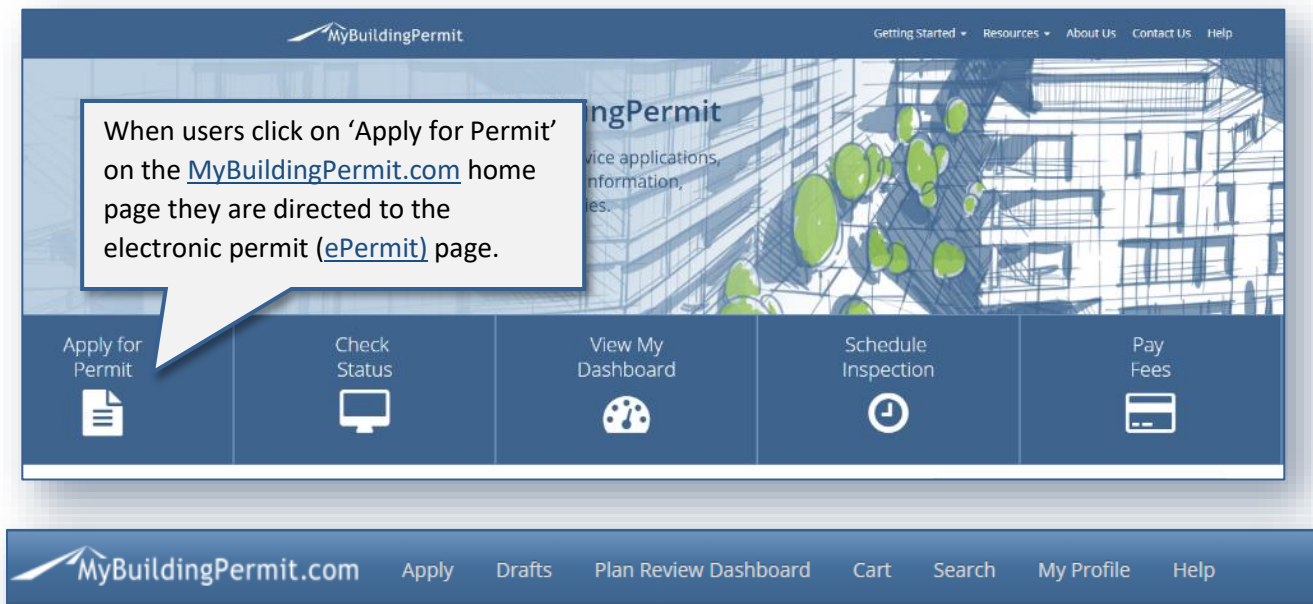 MyBuildingPermit
Getting Started
Resources
About Us
Contact Us
Help
ingPermit
vice applications,
nformation,
ies.
When users click on ‘Apply for Permit’
on the MyBuildingPermit.com home
page they are directed to the
electronic permit (ePermit) page.
Apply for
Permit
Check
Status
View My
Dashboard
Schedule
Inspection
Pay
Fees
MyBuildingPermit.com
Apply
Drafts
Plan Review Dashboard
Cart
Search
My Profile
Help